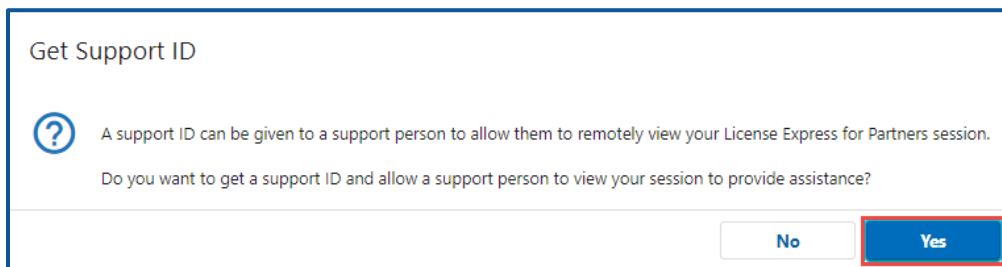 Get Support ID
A support ID can be given to a support person to allow them to remotely view your License Express for Partners session.
Do you want to get a support ID and allow a support person to view your session to provide assistance?
No Yes